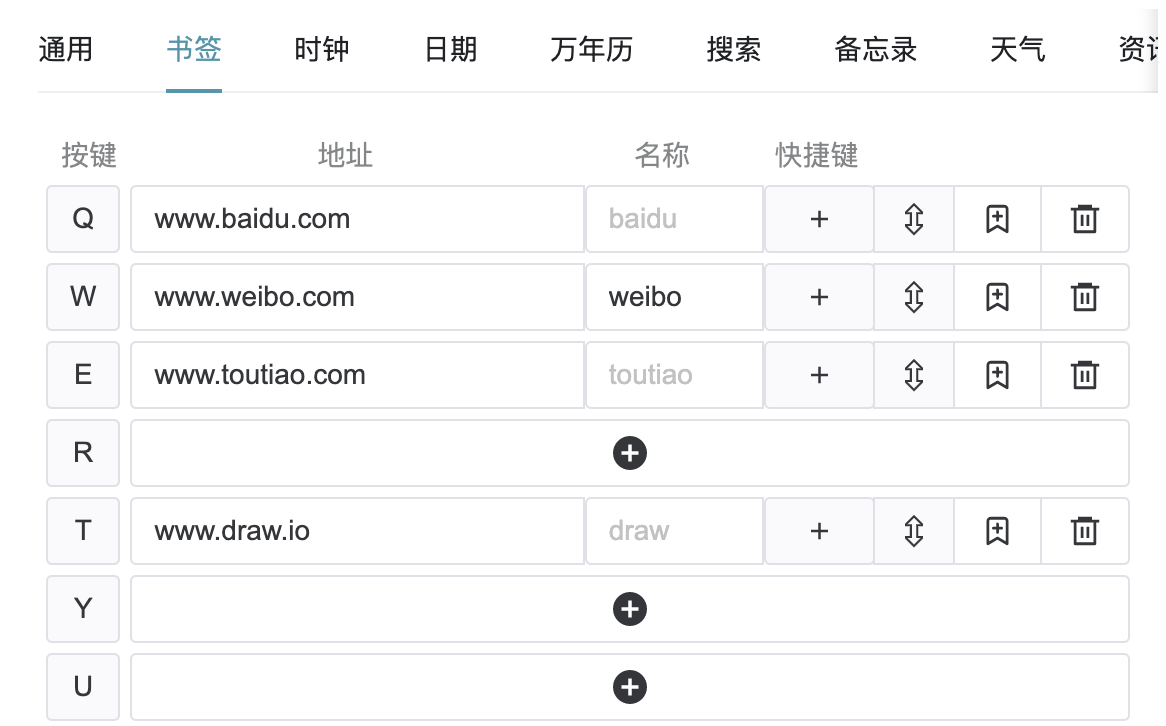 通用 书签 时钟 日期 万年历 搜索 备忘录 天气 资讯
按键 地址 名称 快捷键
Q www.baidu.com baidu +
W www.weibo.com weibo +
E www.toutiao.com toutiao +
R
T www.draw.io draw +
Y
U